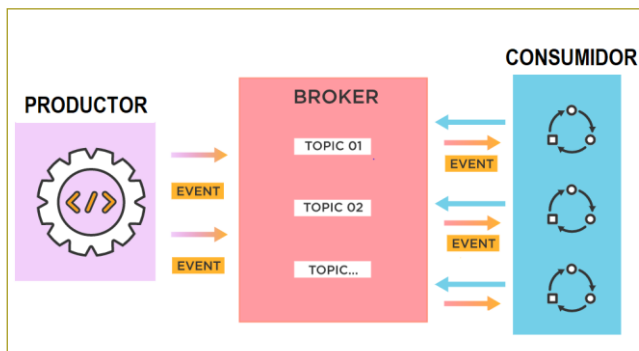 PRODUCTOR
</>
EVENT
EVENT
BROKER
TOPIC 01
TOPIC 02
TOPIC...
CONSUMIDOR
EVENT
EVENT